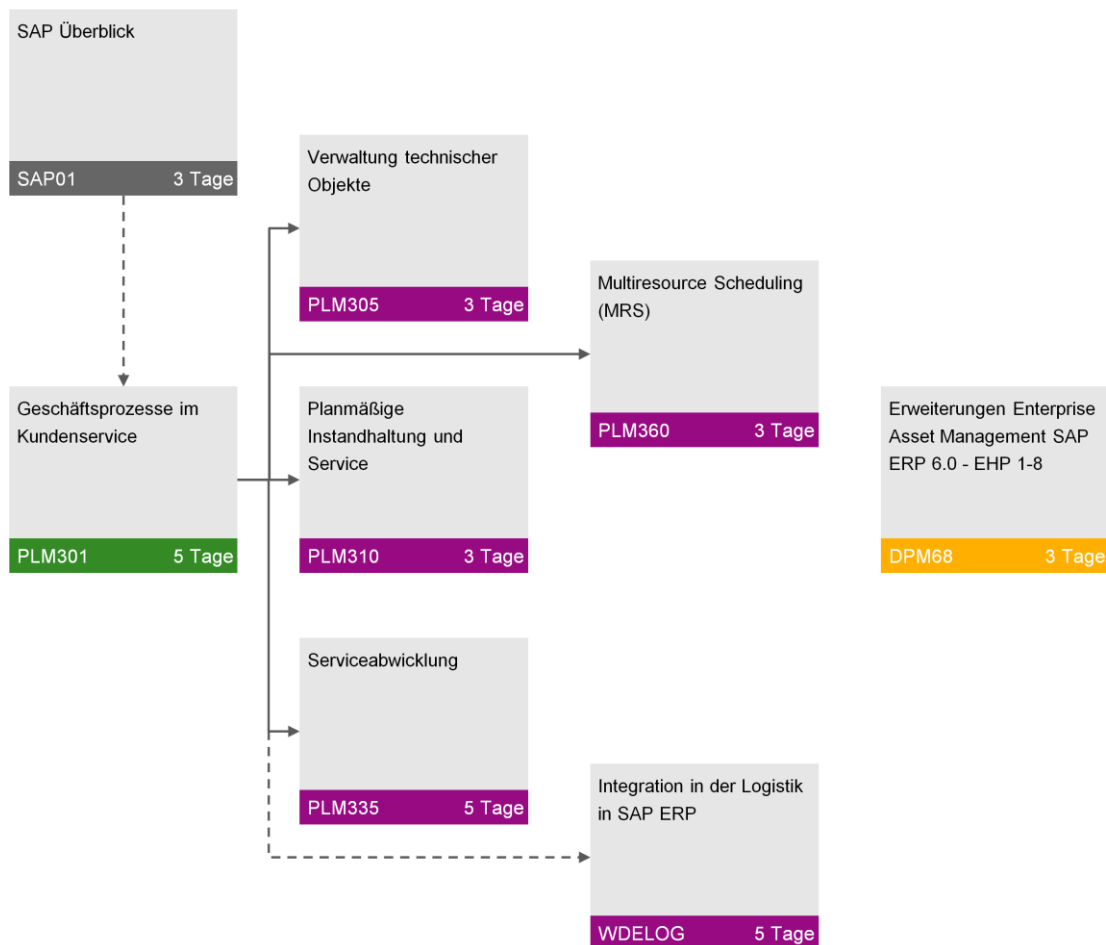 SAP Überblick
SAP01 3 Tage
Verwaltung technischer
Objekte
PLM305 3 Tage
Multiresource Scheduling
(MRS)
PLM360 3 Tage
Geschäftsprozesse im
Kundenservice
PLM301 5 Tage
Planmäßige
Instandhaltung und
Service
PLM310 3 Tage
Erweiterungen Enterprise
Asset Management SAP
ERP 6.0 - EHP 1-8
DPM68 3 Tage
Serviceabwicklung
PLM335 5 Tage
Integration in der Logistik
in SAP ERP
WDELOG 5 Tage